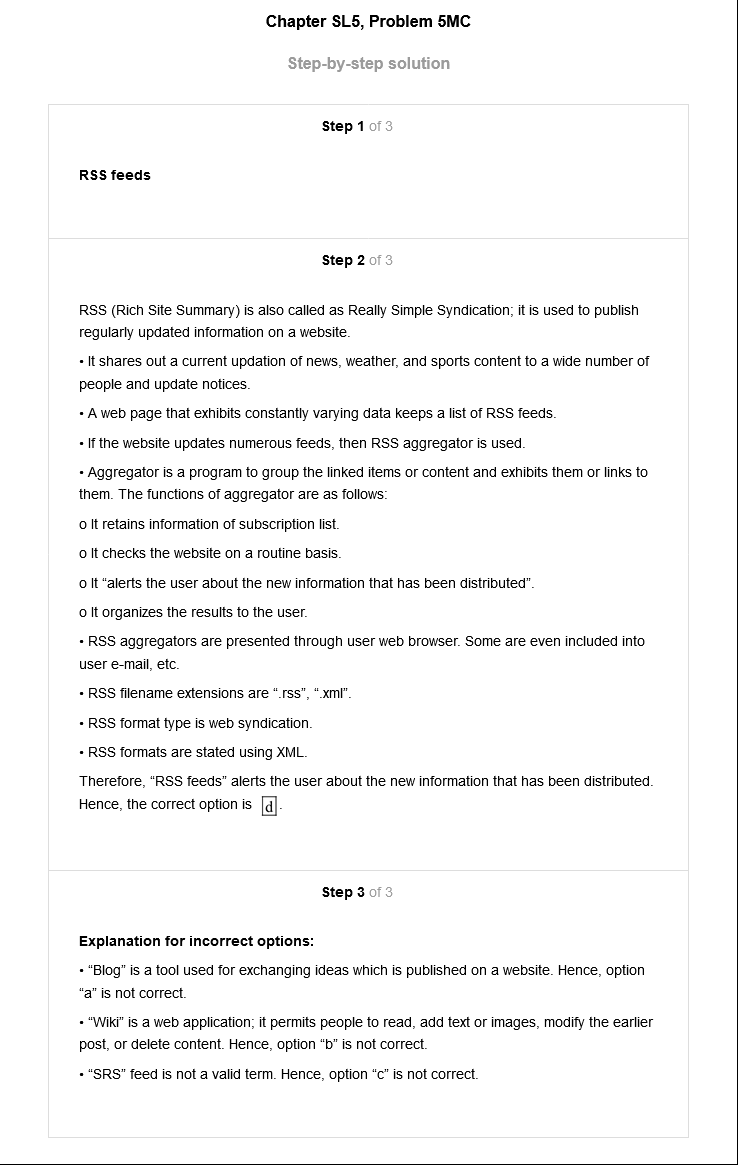 Chapter SL5, Problem 5MC
Step-by-step solution
Step 1 of 3
RSS feeds
Step 2 of 3
RSS (Rich Site Summary) is also called as Really Simple Syndication; it is used to publish
regularly updated information on a website.
• It shares out a current updation of news, weather, and sports content to a wide number of
people and update notices.
• A web page that exhibits constantly varying data keeps a list of RSS feeds.
• If the website updates numerous feeds, then RSS aggregator is used.
• Aggregator is a program to group the linked items or content and exhibits them or links to
them. The functions of aggregator are as follows:
o It retains information of subscription list.
o It checks the website on a routine basis.
o It “alerts the user about the new information that has been distributed”.
o It organizes the results to the user.
• RSS aggregators are presented through user web browser. Some are even included into
user e-mail, etc.
• RSS filename extensions are “.rss”, “.xml”.
• RSS format type is web syndication.
• RSS formats are stated using XML.
Therefore, “RSS feeds” alerts the user about the new information that has been distributed.
Hence, the correct option is d.
Step 3 of 3
Explanation for incorrect options:
• “Blog” is a tool used for exchanging ideas which is published on a website. Hence, option
“a” is not correct.
• “Wiki” is a web application; it permits people to read, add text or images, modify the earlier
post, or delete content. Hence, option “b” is not correct.
• “SRS” feed is not a valid term. Hence, option “c” is not correct.